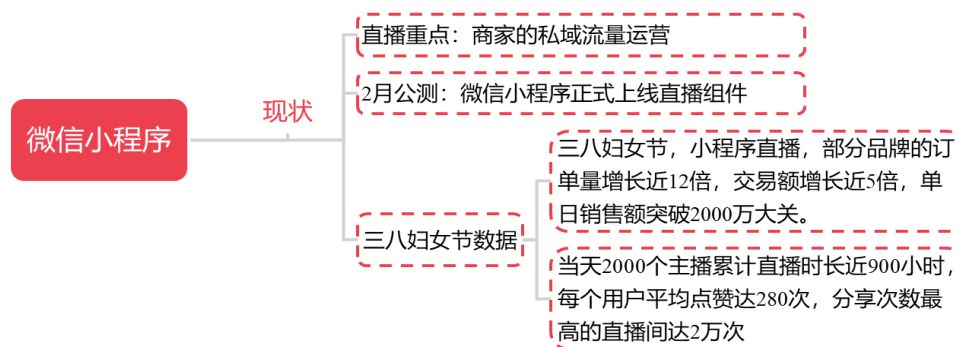 微信小程序
现状
直播重点：商家的私域流量运营
2月公测：微信小程序正式上线直播组件
三八妇女节数据
三八妇女节，小程序直播，部分品牌的订
单量增长近12倍，交易额增长近5倍，单
日销售额突破2000万大关。
当天2000个主播累计直播时长近900小时，
每个用户平均点赞达280次，分享次数最
高的直播间达2万次